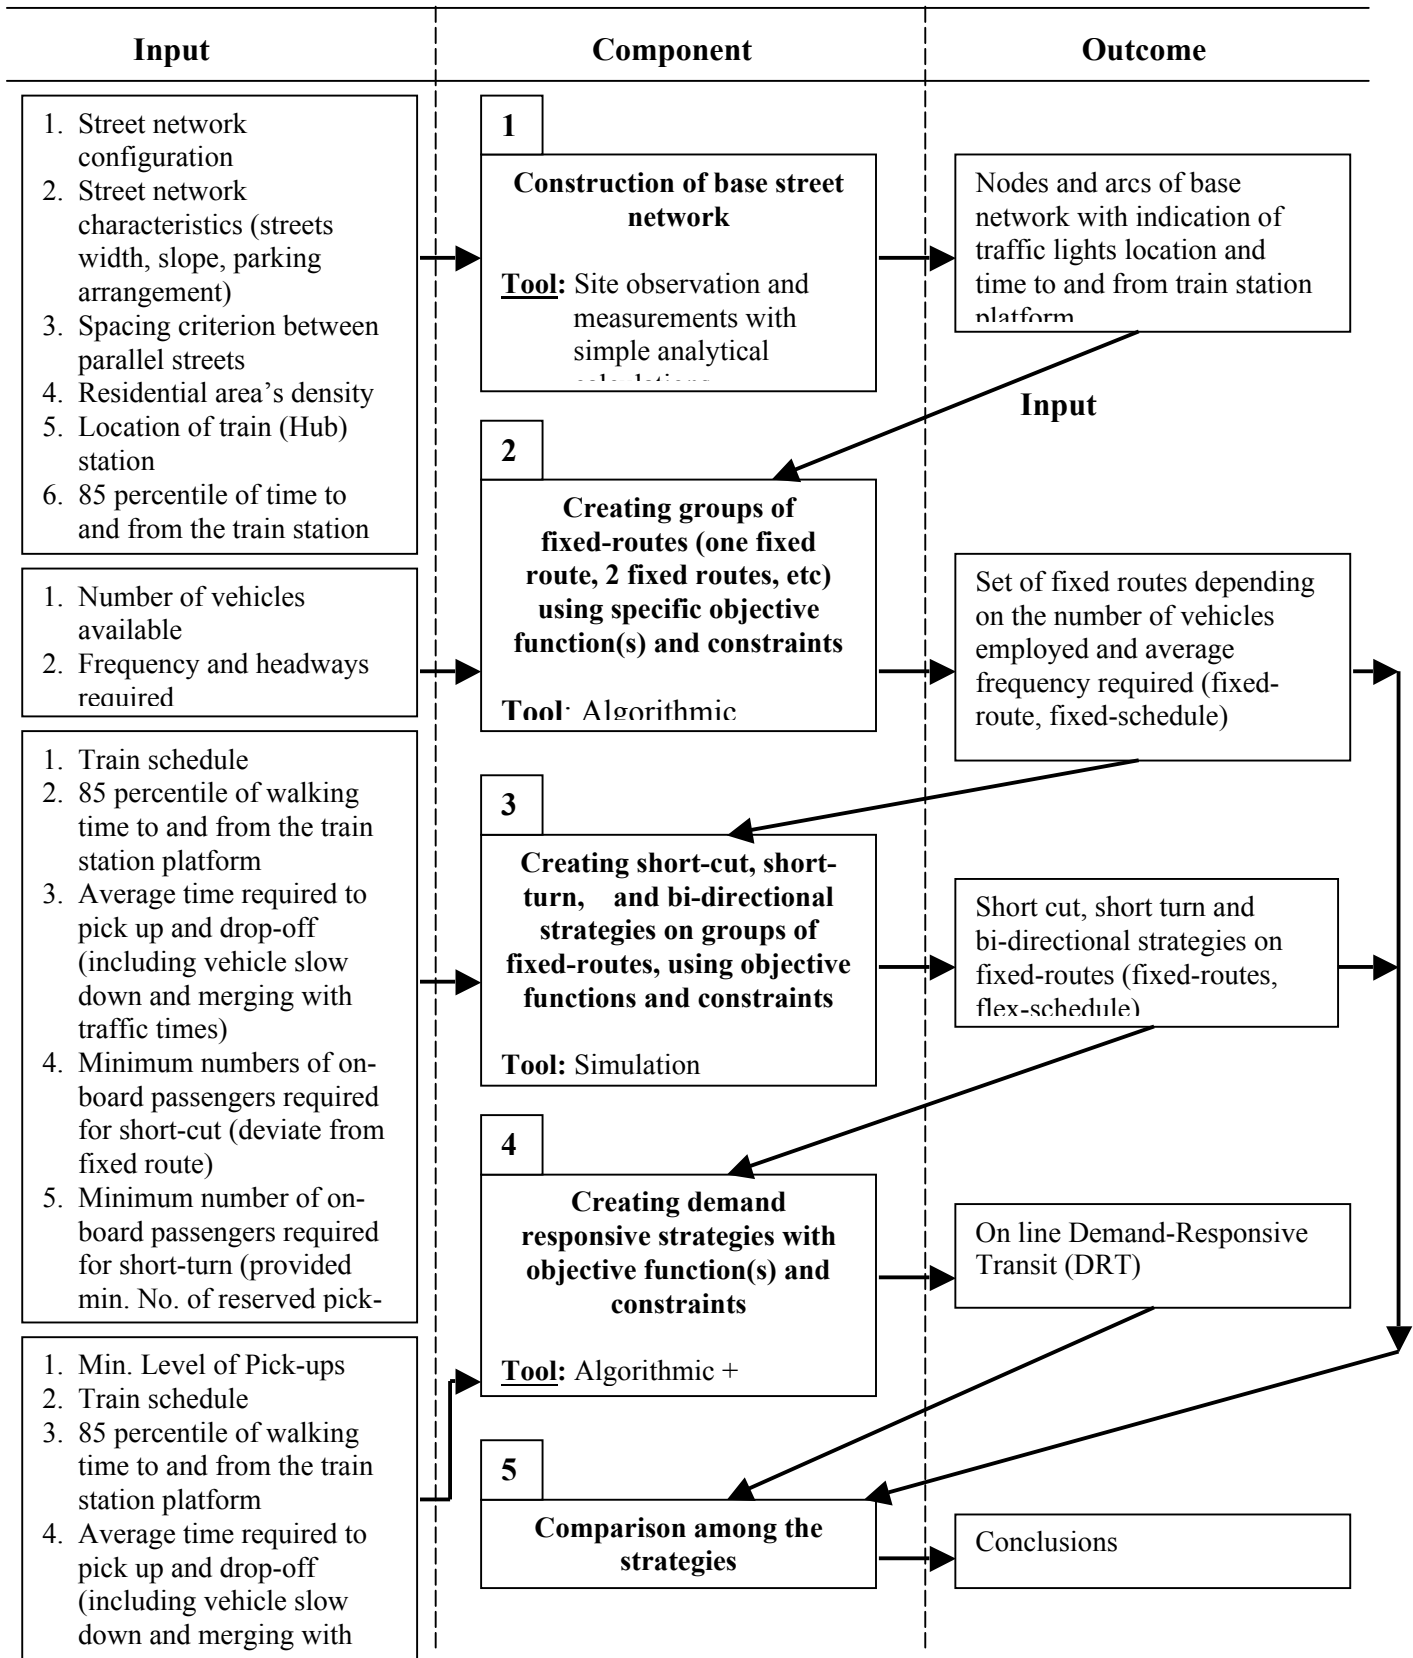 Input
Component
Outcome
1. Street network
configuration
2. Street network
characteristics (streets
width, slope, parking
arrangement)
3. Spacing criterion between
parallel streets
4. Residential area's density
5. Location of train (Hub)
station
6. 85 percentile of time to
and from the train station
1
Construction of base street
network
Tool: Site observation and
measurements with
simple analytical
calculations
Nodes and arcs of base
network with indication of
traffic lights location and
time to and from train station
platform
Input
1. Number of vehicles
available
2. Frequency and headways
required
2
Creating groups of
fixed-routes (one fixed
route, 2 fixed routes, etc)
using specific objective
function(s) and constraints
Tool: Algorithmic
Set of fixed routes depending
on the number of vehicles
employed and average
frequency required (fixed-
route, fixed-schedule)
1. Train schedule
2. 85 percentile of walking
time to and from the train
station platform
3. Average time required to
pick up and drop-off
(including vehicle slow
down and merging with
traffic times)
4. Minimum numbers of on-
board passengers required
for short-cut (deviate from
fixed route)
5. Minimum number of on-
board passengers required
for short-turn (provided
min. No. of reserved pick-
3
Creating short-cut, short-
turn, and bi-directional
strategies on groups of
fixed-routes, using objective
functions and constraints
Tool: Simulation
Short cut, short turn and
bi-directional strategies on
fixed-routes (fixed-routes,
flex-schedule)
1. Min. Level of Pick-ups
2. Train schedule
3. 85 percentile of walking
time to and from the train
station platform
4. Average time required to
pick up and drop-off
(including vehicle slow
down and merging with
4
Creating demand
responsive strategies with
objective function(s) and
constraints
Tool: Algorithmic +
On line Demand-Responsive
Transit (DRT)
5
Comparison among the
strategies
Conclusions